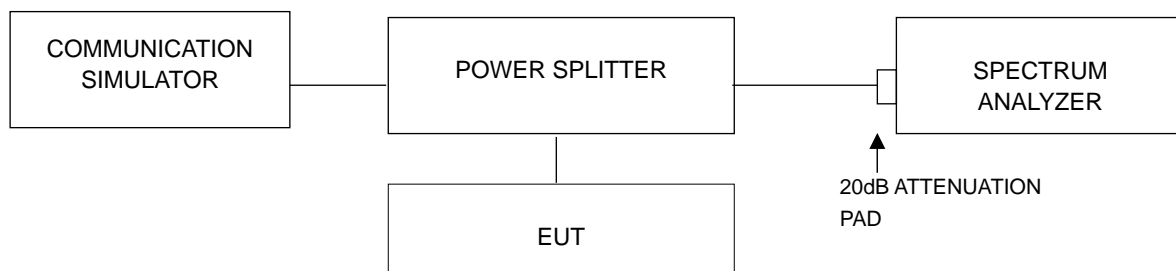 COMMUNICATION
SIMULATOR
POWER SPLITTER
SPECTRUM
ANALYZER
20dB ATTENUATION
PAD
EUT